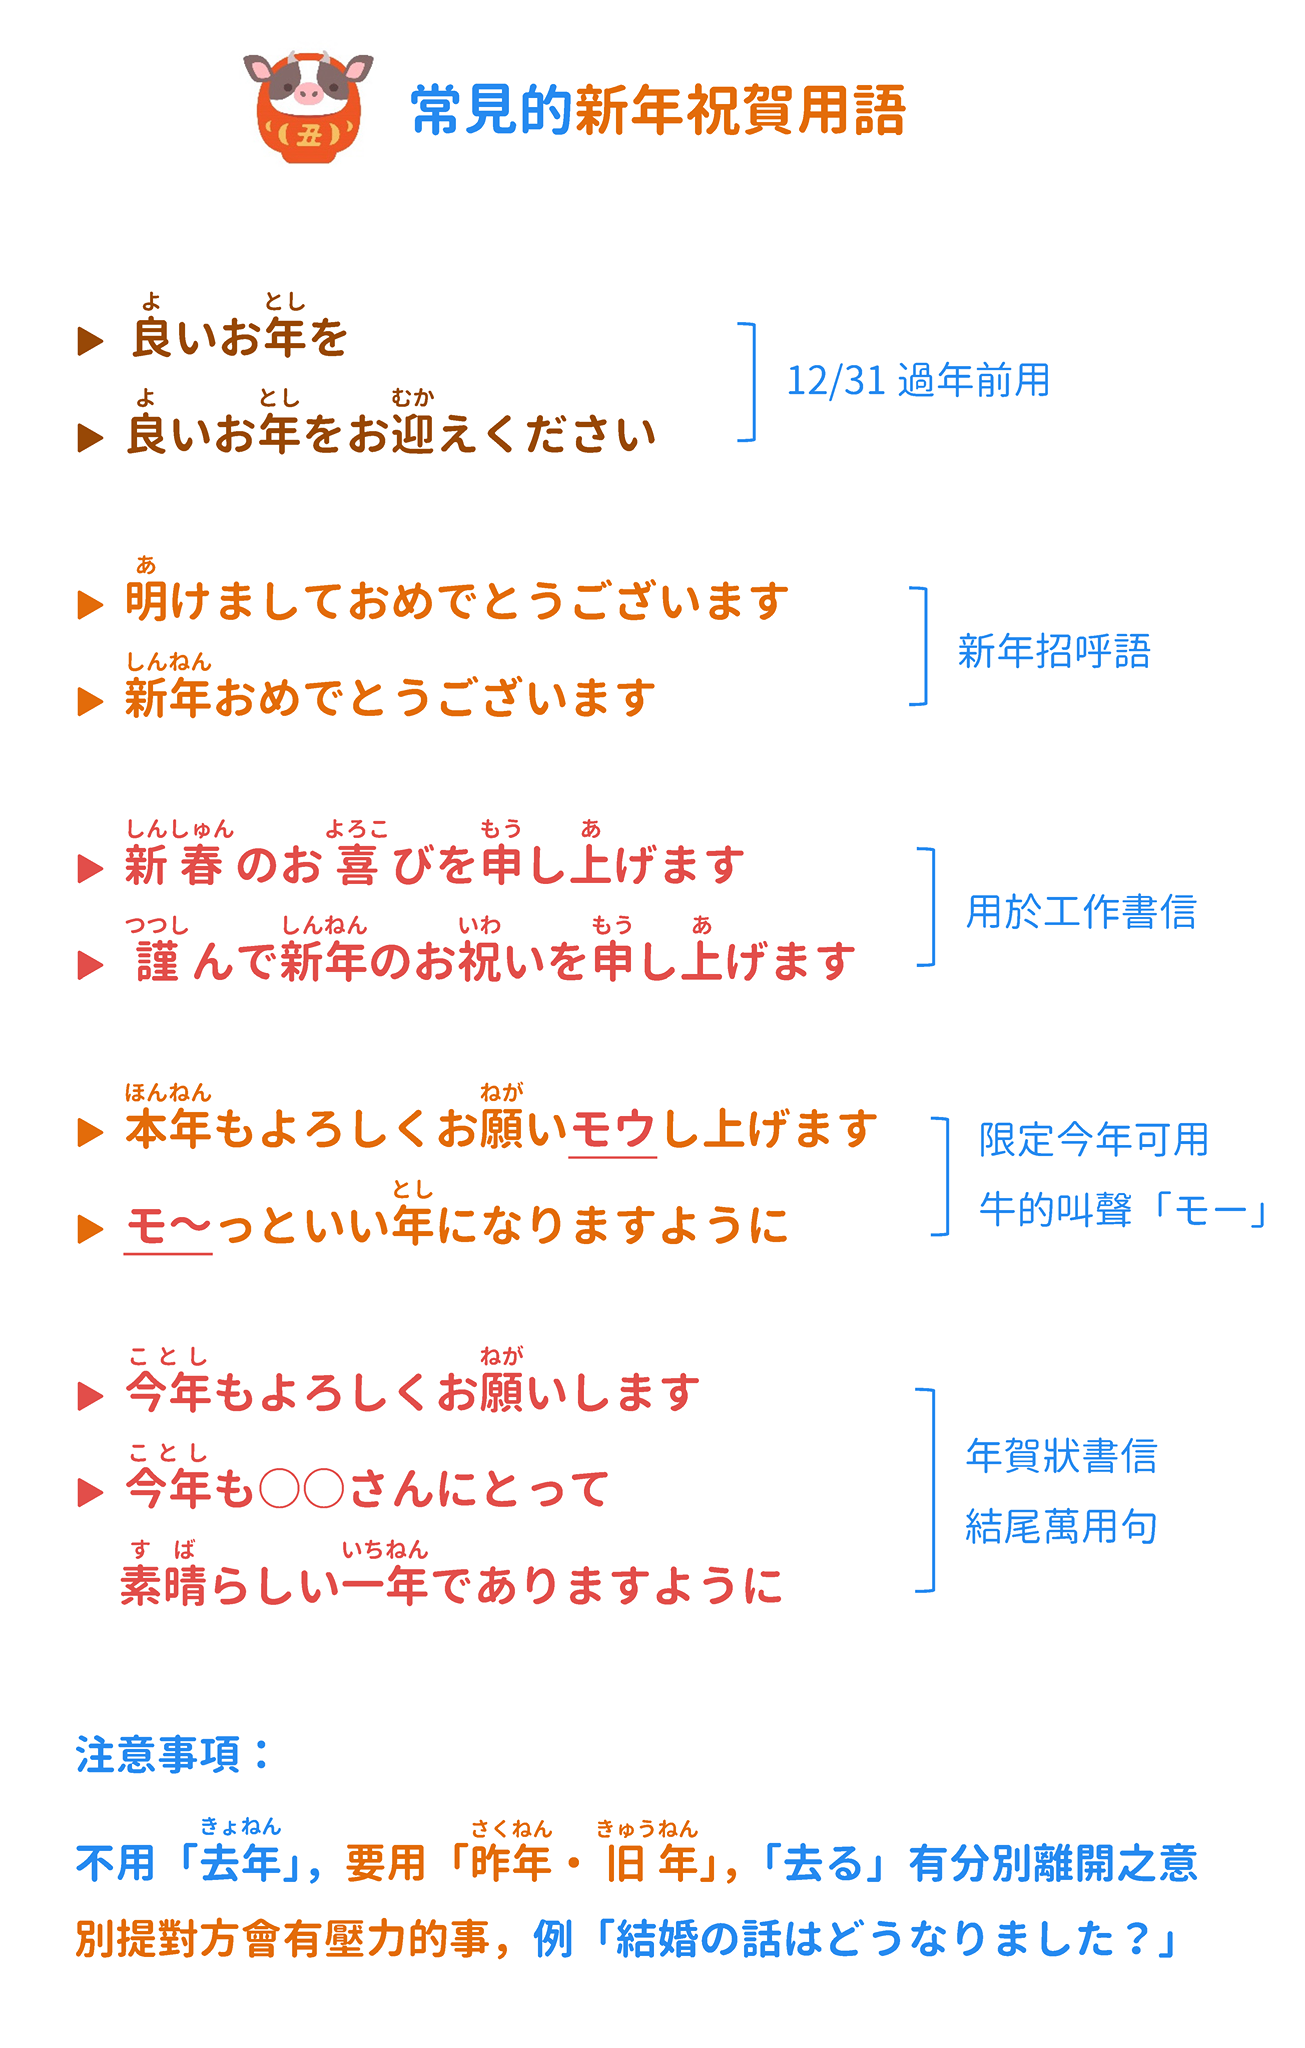 丑
常見的新年祝賀用語
よ とし
▶ 良いお年を
よ とし むか
▶ 良いお年をお迎えください
12/31 過年前用
あ
▶ 明けましておめでとうございます
しんねん
▶ 新年おめでとうございます
新年招呼語
しんしゅん よろこ もう あ
▶ 新春のお喜びを申し上げます
つつし しんねん いわ もう あ
▶ 謹んで新年のお祝いを申し上げます
用於工作書信
ほんねん ねが
▶ 本年もよろしくお願いモウし上げます
とし
▶ モ〜っといい年になりますように
限定今年可用
牛的叫聲「モー」
ことし ねが
▶ 今年もよろしくお願いします
ことし
▶ 今年も◯◯さんにとって
す ば いちねん
素晴らしい一年でありますように
年賀狀書信
結尾萬用句
注意事項：
きょねん さくねん きゅうねん
不用「去年」，要用「昨年・旧年」，「去る」有分別離開之意
別提對方會有壓力的事，例「結婚の話はどうなりました？」